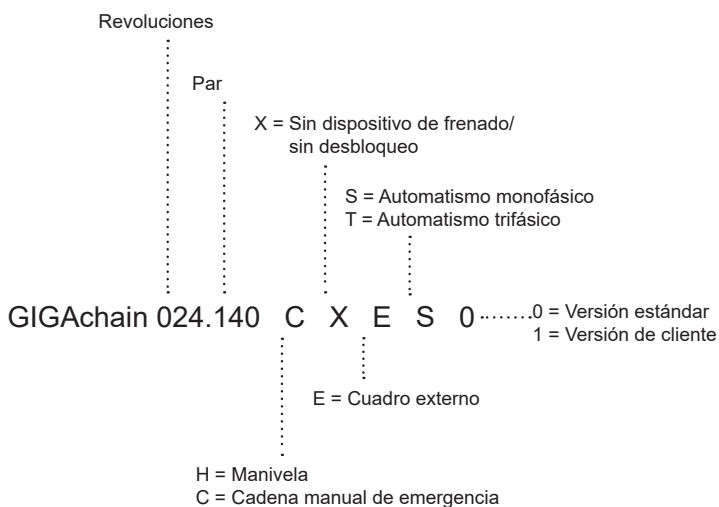 Revoluciones
Par
X = Sin dispositivo de frenado/
sin desbloqueo
S = Automatismo monofásico
T = Automatismo trifásico
GIGAchain 024.140 C X E S 0
0 = Versión estándar
1 = Versión de cliente
E = Cuadro externo
H = Manivela
C = Cadena manual de emergencia